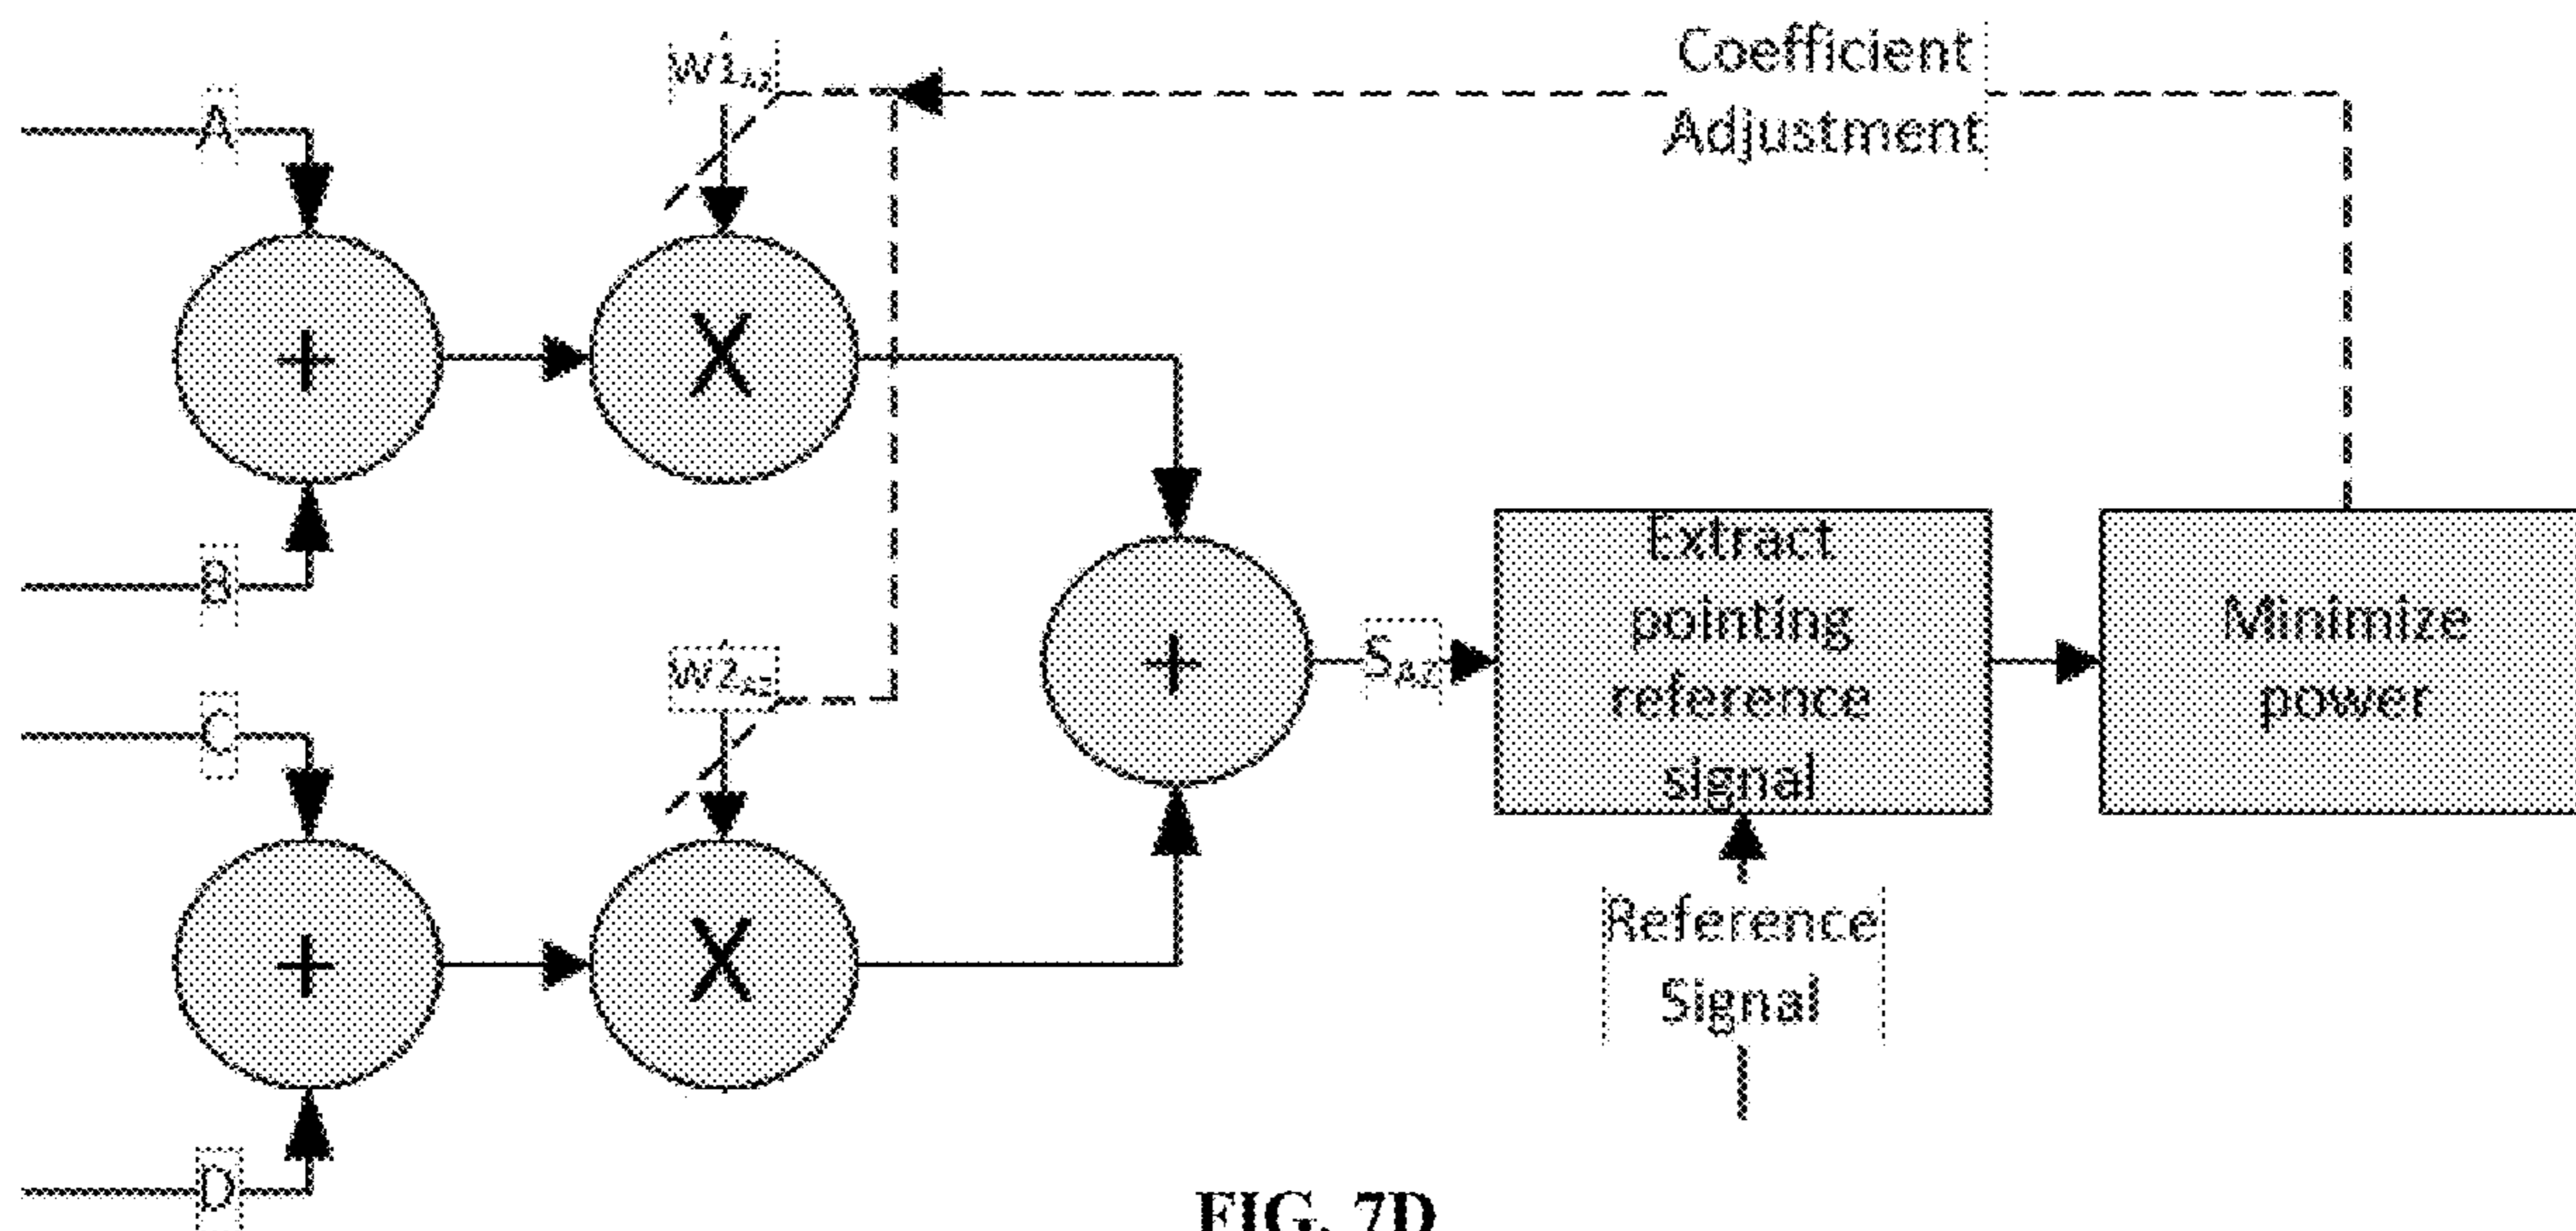 W1AZ
Coefficient
Adjustment
A
+
X
B
Extract
pointing
reference
signal
Minimize
power
+
SAZ
W2AZ
C
+
X
Reference
Signal
D
FIG. 7D